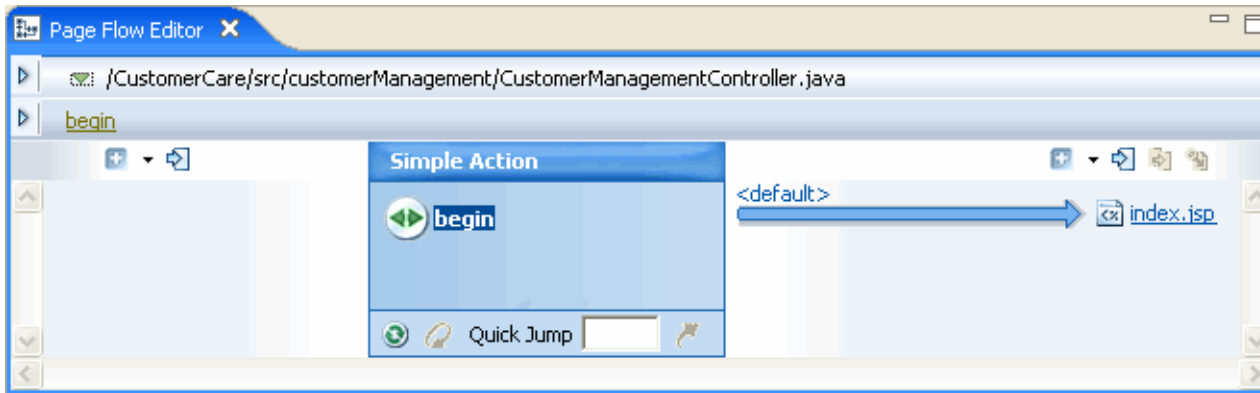 Page Flow Editor
/CustomerCare/src/customerManagement/CustomerManagementController.java
begin
Simple Action
<default>
begin
index.jsp
Quick Jump